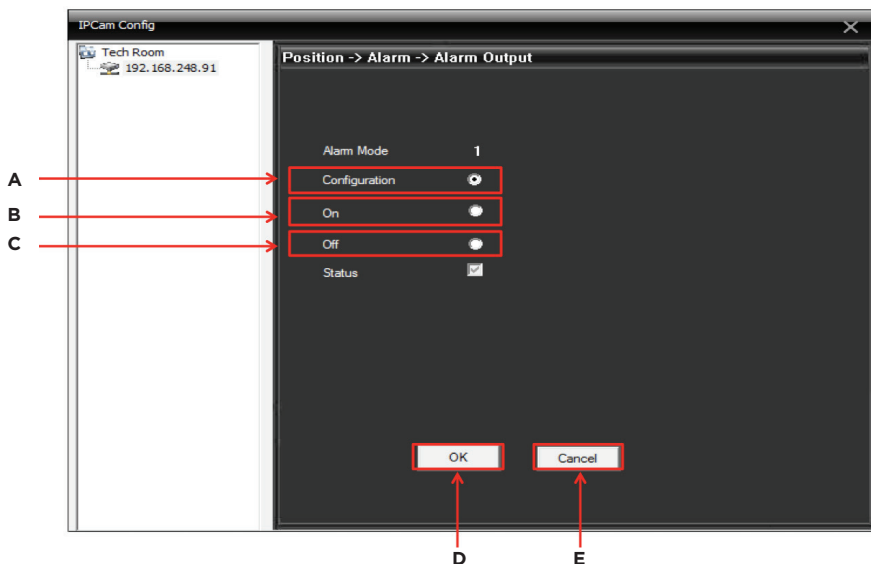 IPCam Config
Tech Room
192.168.248.91
Position -> Alarm -> Alarm Output
Alarm Mode 1
A Configuration
B On
C Off
Status
OK Cancel
D E